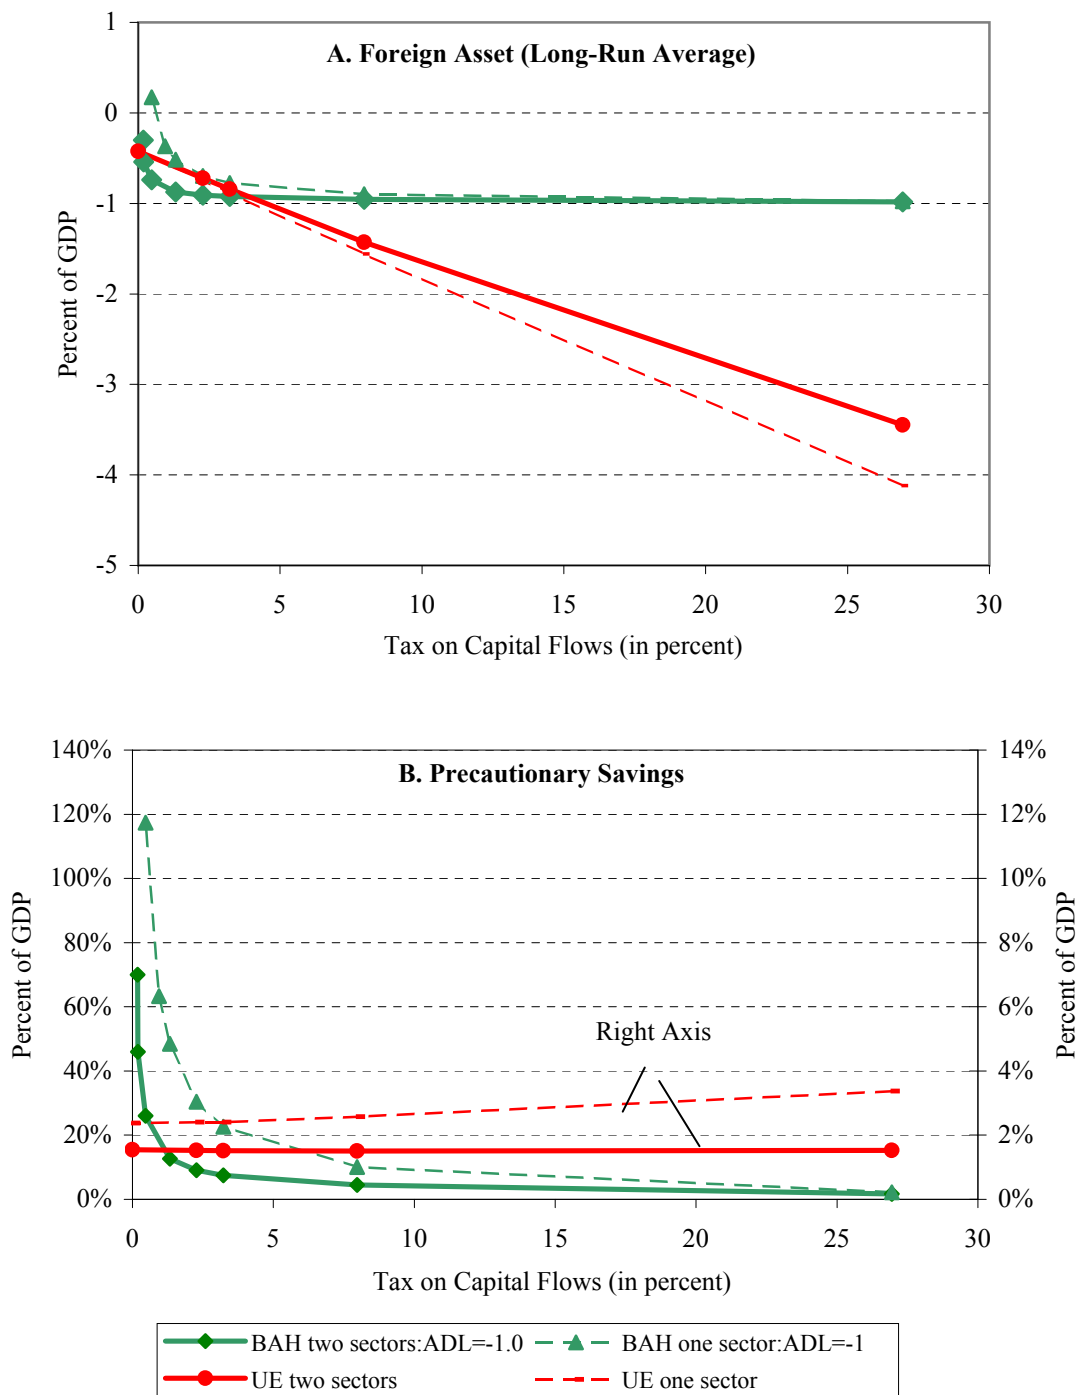 A. Foreign Asset (Long-Run Average)
1
0
-1
-2
-3
-4
-5
Percent of GDP
0 5 10 15 20 25 30
Tax on Capital Flows (in percent)
B. Precautionary Savings
140%
120%
100%
80%
60%
40%
20%
0%
Percent of GDP
14%
12%
10%
8%
6%
4%
2%
0%
Percent of GDP
Right Axis
0 5 10 15 20 25 30
Tax on Capital Flows (in percent)
BAH two sectors:ADL=-1.0 BAH one sector:ADL=-1
UE two sectors UE one sector